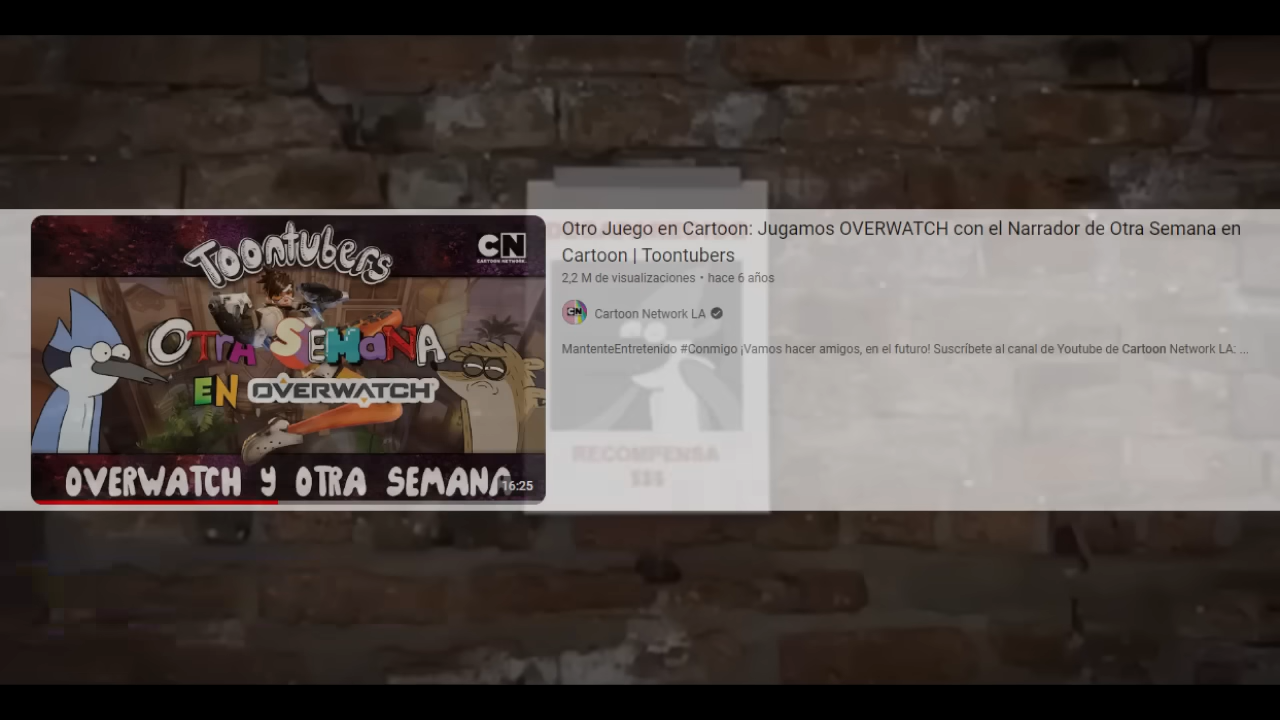 Toontubers
CN
CARTOON NETWORK
OTRA SEMANA
EN OVERWATCH
OVERWATCH Y OTRA SEMANA
16:25
Otro Juego en Cartoon: Jugamos OVERWATCH con el Narrador de Otra Semana en
Cartoon | Toontubers
2,2 M de visualizaciones • hace 6 años
CN Cartoon Network LA
MantenteEntretenido #Conmigo ¡Vamos hacer amigos, en el futuro! Suscríbete al canal de Youtube de Cartoon Network LA: ...
RECOMPENSA
$$$